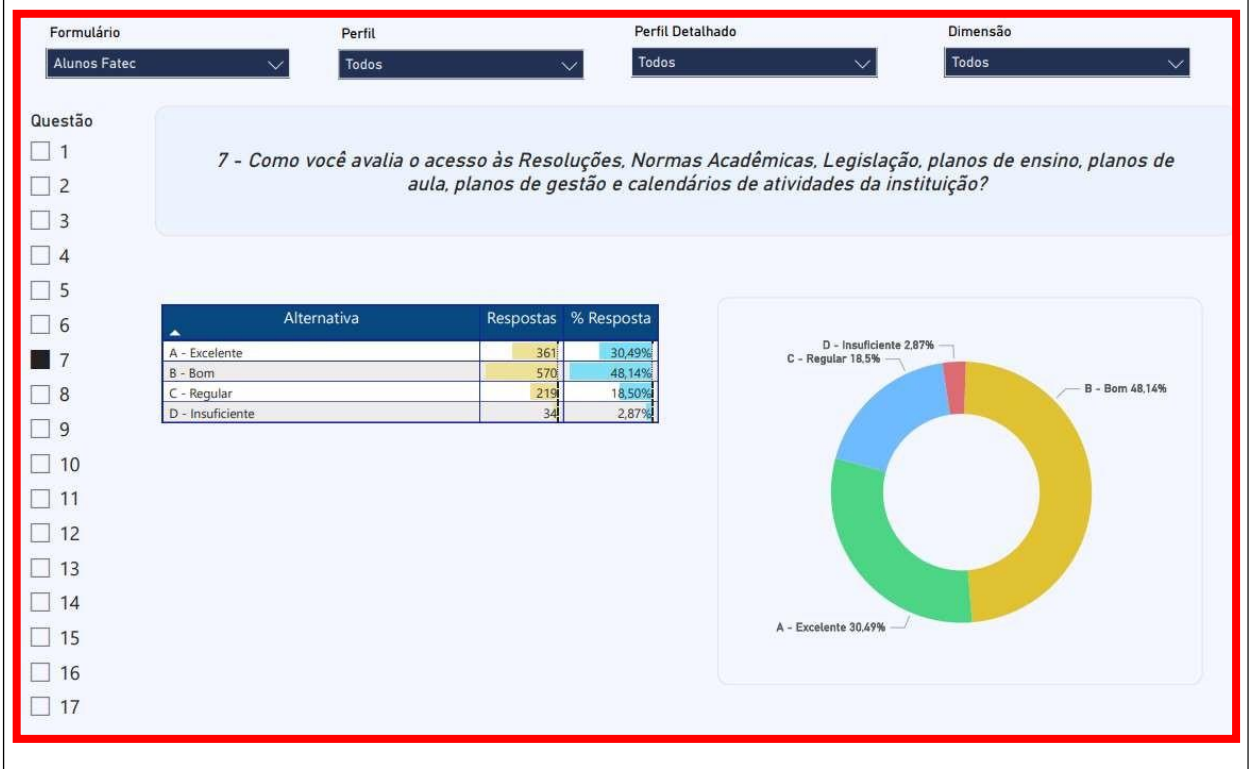 Formulário
Perfil
Perfil Detalhado
Dimensão
Alunos Fatec
Todos
Todos
Todos
Questão
1
2
3
4
5
6
7
8
9
10
11
12
13
14
15
16
17
7 - Como você avalia o acesso às Resoluções, Normas Acadêmicas, Legislação, planos de ensino, planos de
aula, planos de gestão e calendários de atividades da instituição?
Alternativa Respostas % Resposta
A - Excelente 361 30,49%
B - Bom 570 48,14%
C - Regular 219 18,50%
D - Insuficiente 34 2,87%
D - Insuficiente 2,87%
C - Regular 18,5%
B - Bom 48,14%
A - Excelente 30,49%